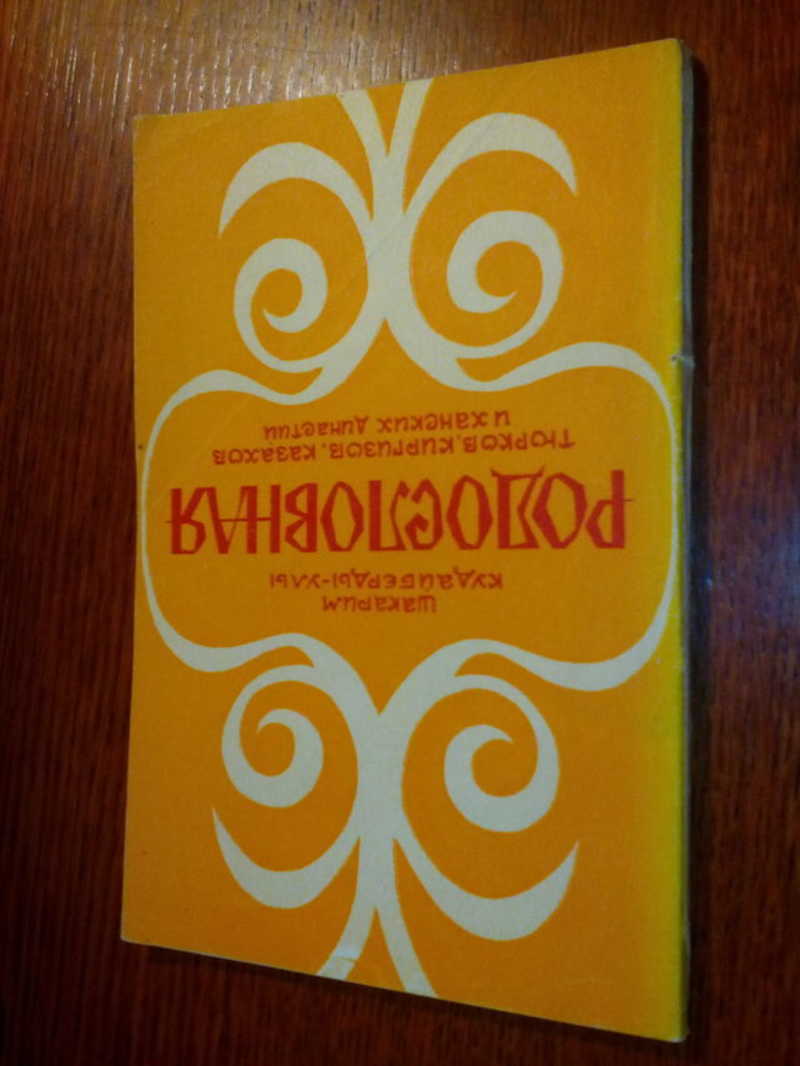 ШАКАРИМ
КУДАЙБЕРДЫ-УЛЫ
РОДОСЛОВНАЯ
ТЮРКОВ, КИРГИЗОВ, КАЗАХОВ
И ХАНСКИХ ДИНАСТИЙ